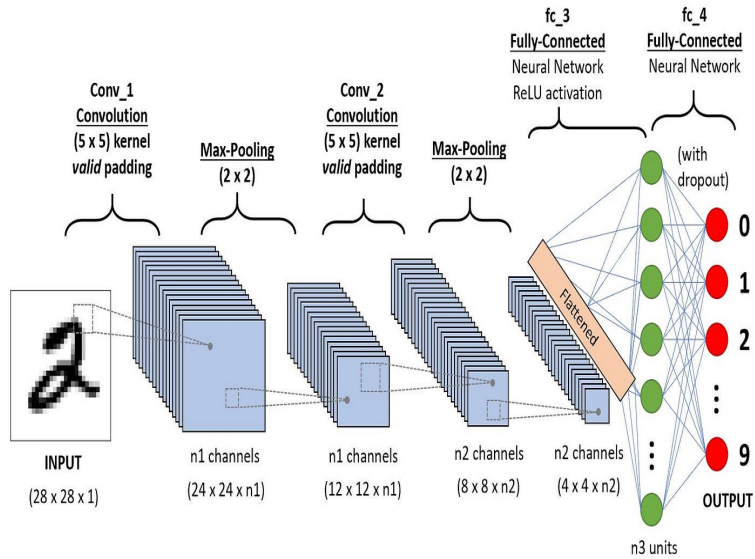 fc_3
Fully-Connected
Neural Network
ReLU activation
fc_4
Fully-Connected
Neural Network
Conv_1
Convolution
(5 x 5) kernel
valid padding
Max-Pooling
(2 x 2)
Conv_2
Convolution
(5 x 5) kernel
valid padding
Max-Pooling
(2 x 2)
(with
dropout)
Flattened
0
1
2
9
INPUT
(28 x 28 x 1)
n1 channels
(24 x 24 x n1)
n1 channels
(12 x 12 x n1)
n2 channels
(8 x 8 x n2)
n2 channels
(4 x 4 x n2)
OUTPUT
n3 units
2